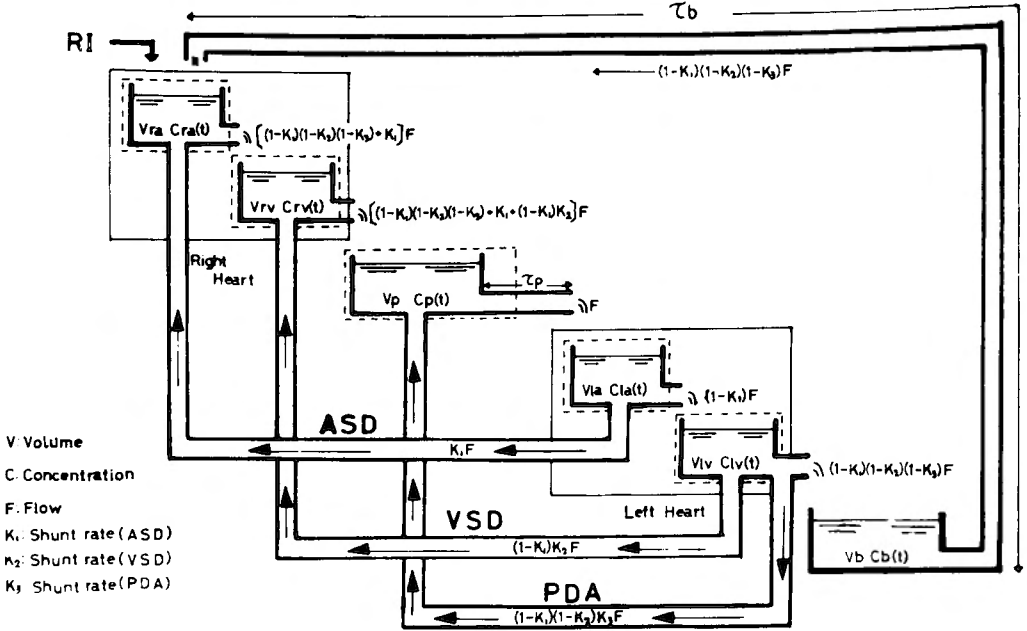 τb
RI
(1-K₁)(1-K₂)(1-K₃)F
Vra Cra(t)
[(1-K₁)(1-K₂)(1-K₃)+K₁]F
Vrv Crv(t)
[(1-K₁)(1-K₂)(1-K₃)+K₁+(1-K₁)K₂]F
Right
Heart
τp
Vp Cp(t)
F
Vla Cla(t)
(1-K₁)F
ASD
K₁F
Vlv Clv(t)
(1-K₁)(1-K₂)(1-K₃)F
V: Volume
C: Concentration
F: Flow
K₁: Shunt rate (ASD)
K₂: Shunt rate (VSD)
K₃: Shunt rate (PDA)
Left Heart
VSD
(1-K₁)K₂F
Vb Cb(t)
PDA
(1-K₁)(1-K₂)K₃F